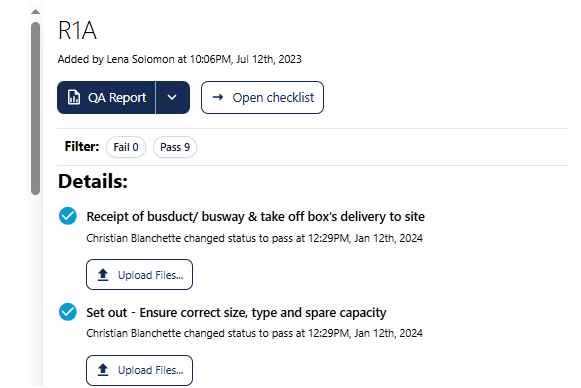 R1A
Added by Lena Solomon at 10:06PM, Jul 12th, 2023
QA Report
Open checklist
Filter: Fail 0 Pass 9
Details:
Receipt of busduct/ busway & take off box's delivery to site
Christian Blanchette changed status to pass at 12:29PM, Jan 12th, 2024
Upload Files...
Set out - Ensure correct size, type and spare capacity
Christian Blanchette changed status to pass at 12:29PM, Jan 12th, 2024
Upload Files...